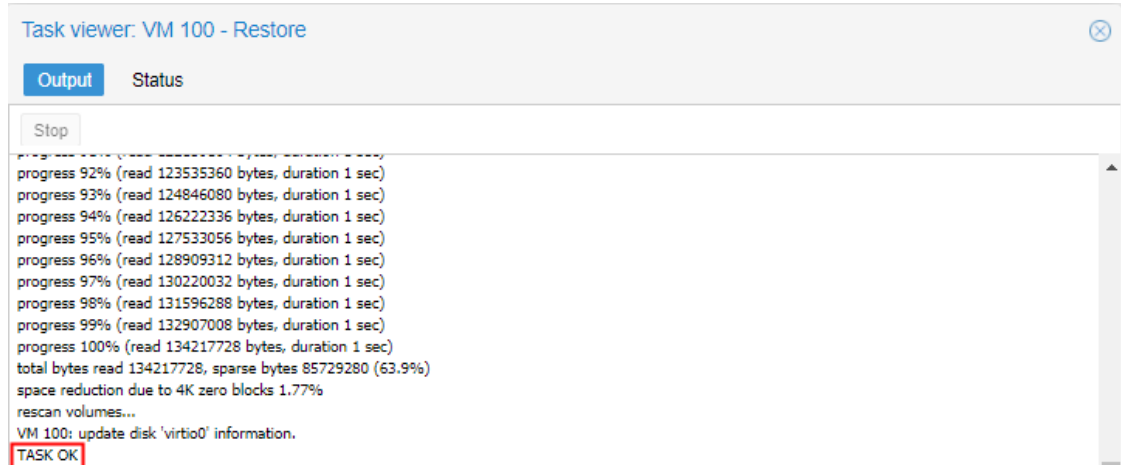 Task viewer: VM 100 - Restore
Output Status
Stop
progress 92% (read 123535360 bytes, duration 1 sec)
progress 93% (read 124846080 bytes, duration 1 sec)
progress 94% (read 126222336 bytes, duration 1 sec)
progress 95% (read 127533056 bytes, duration 1 sec)
progress 96% (read 128909312 bytes, duration 1 sec)
progress 97% (read 130220032 bytes, duration 1 sec)
progress 98% (read 131596288 bytes, duration 1 sec)
progress 99% (read 132907008 bytes, duration 1 sec)
progress 100% (read 134217728 bytes, duration 1 sec)
total bytes read 134217728, sparse bytes 85729280 (63.9%)
space reduction due to 4K zero blocks 1.77%
rescan volumes...
VM 100: update disk 'virtio0' information.
TASK OK